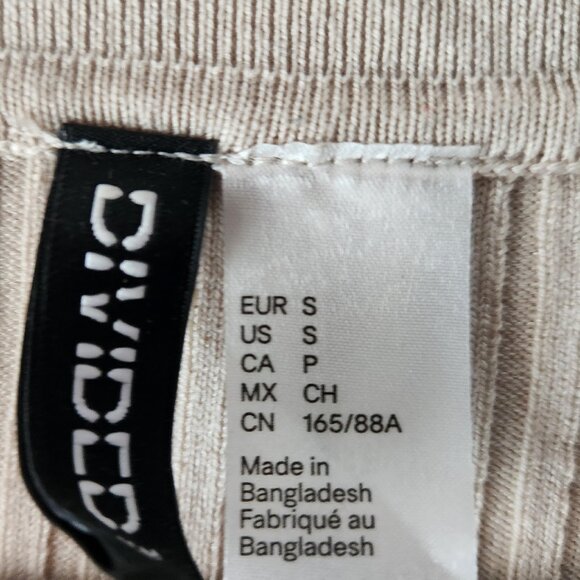 DIVIDED
EUR S
US S
CA P
MX CH
CN 165/88A
Made in
Bangladesh
Fabriqué au
Bangladesh